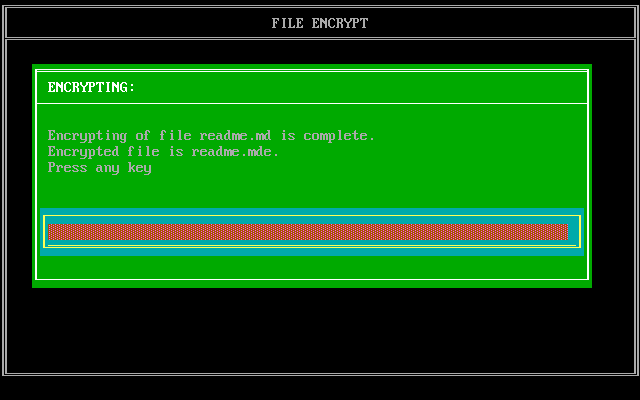 FILE ENCRYPT
ENCRYPTING:
Encrypting of file readme.md is complete.
Encrypted file is readme.mde.
Press any key